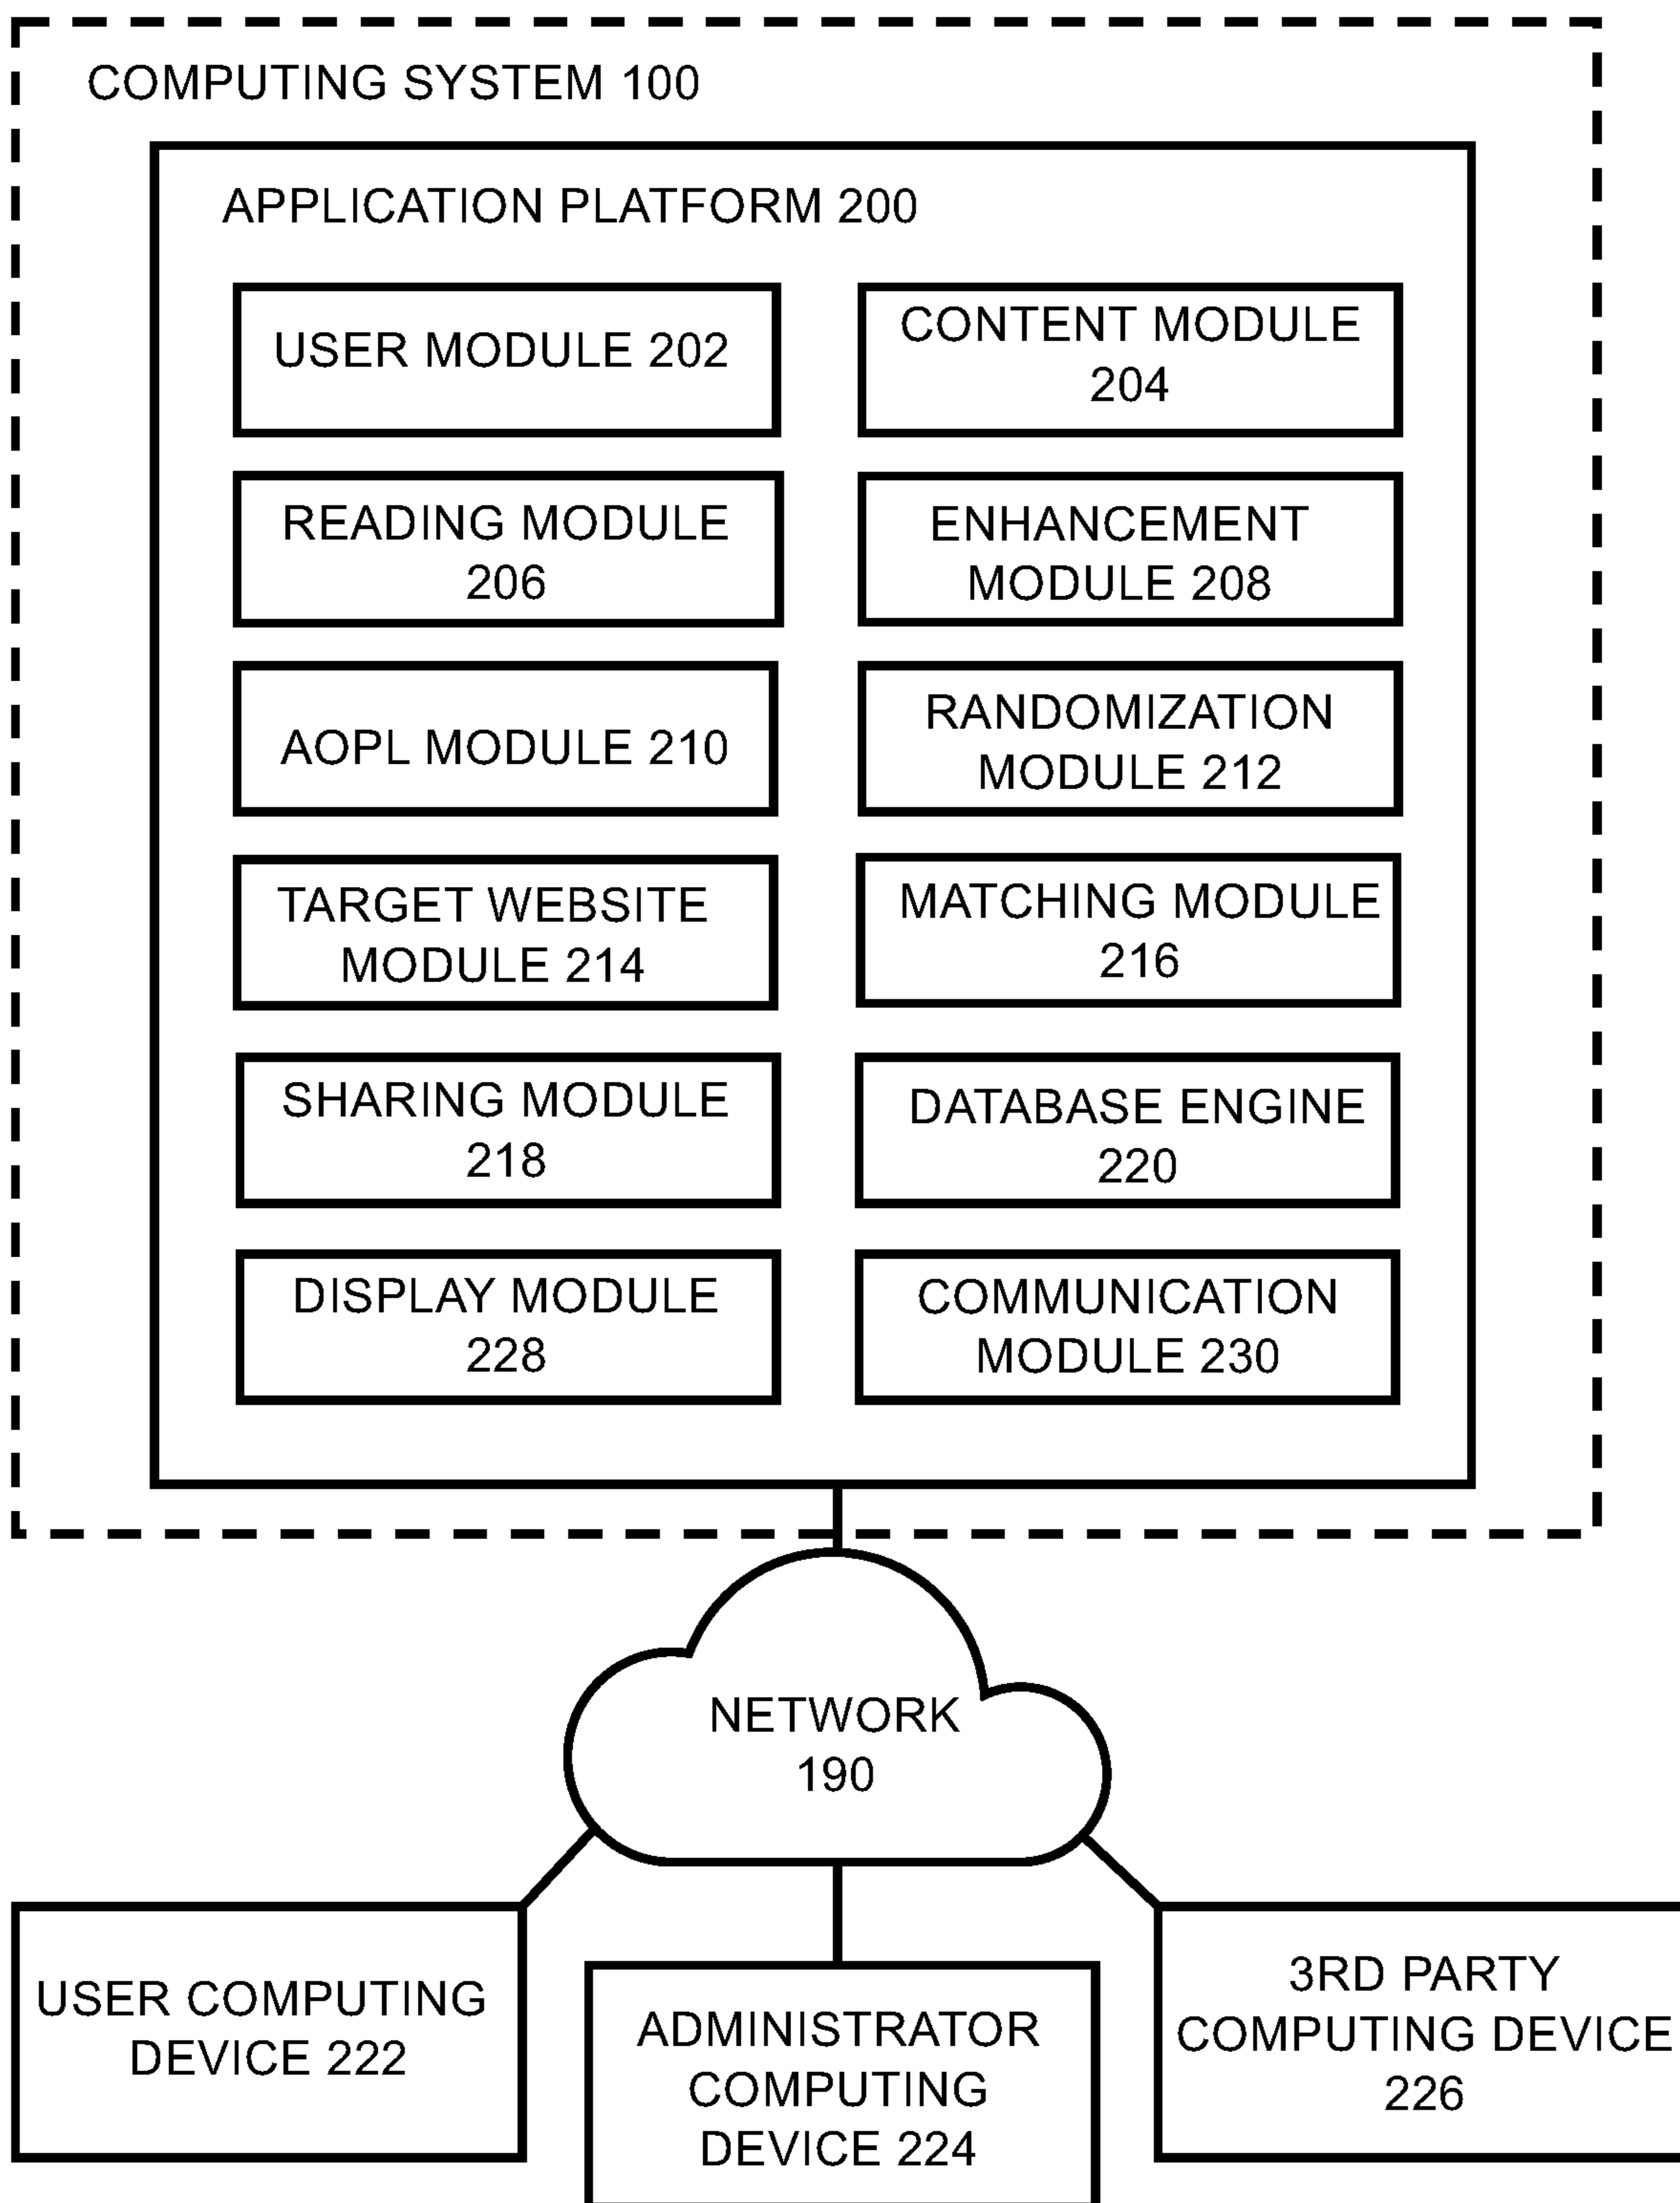 COMPUTING SYSTEM 100
APPLICATION PLATFORM 200
USER MODULE 202
CONTENT MODULE
204
READING MODULE
206
ENHANCEMENT
MODULE 208
AOPL MODULE 210
RANDOMIZATION
MODULE 212
TARGET WEBSITE
MODULE 214
MATCHING MODULE
216
SHARING MODULE
218
DATABASE ENGINE
220
DISPLAY MODULE
228
COMMUNICATION
MODULE 230
NETWORK
190
USER COMPUTING
DEVICE 222
ADMINISTRATOR
COMPUTING
DEVICE 224
3RD PARTY
COMPUTING DEVICE
226